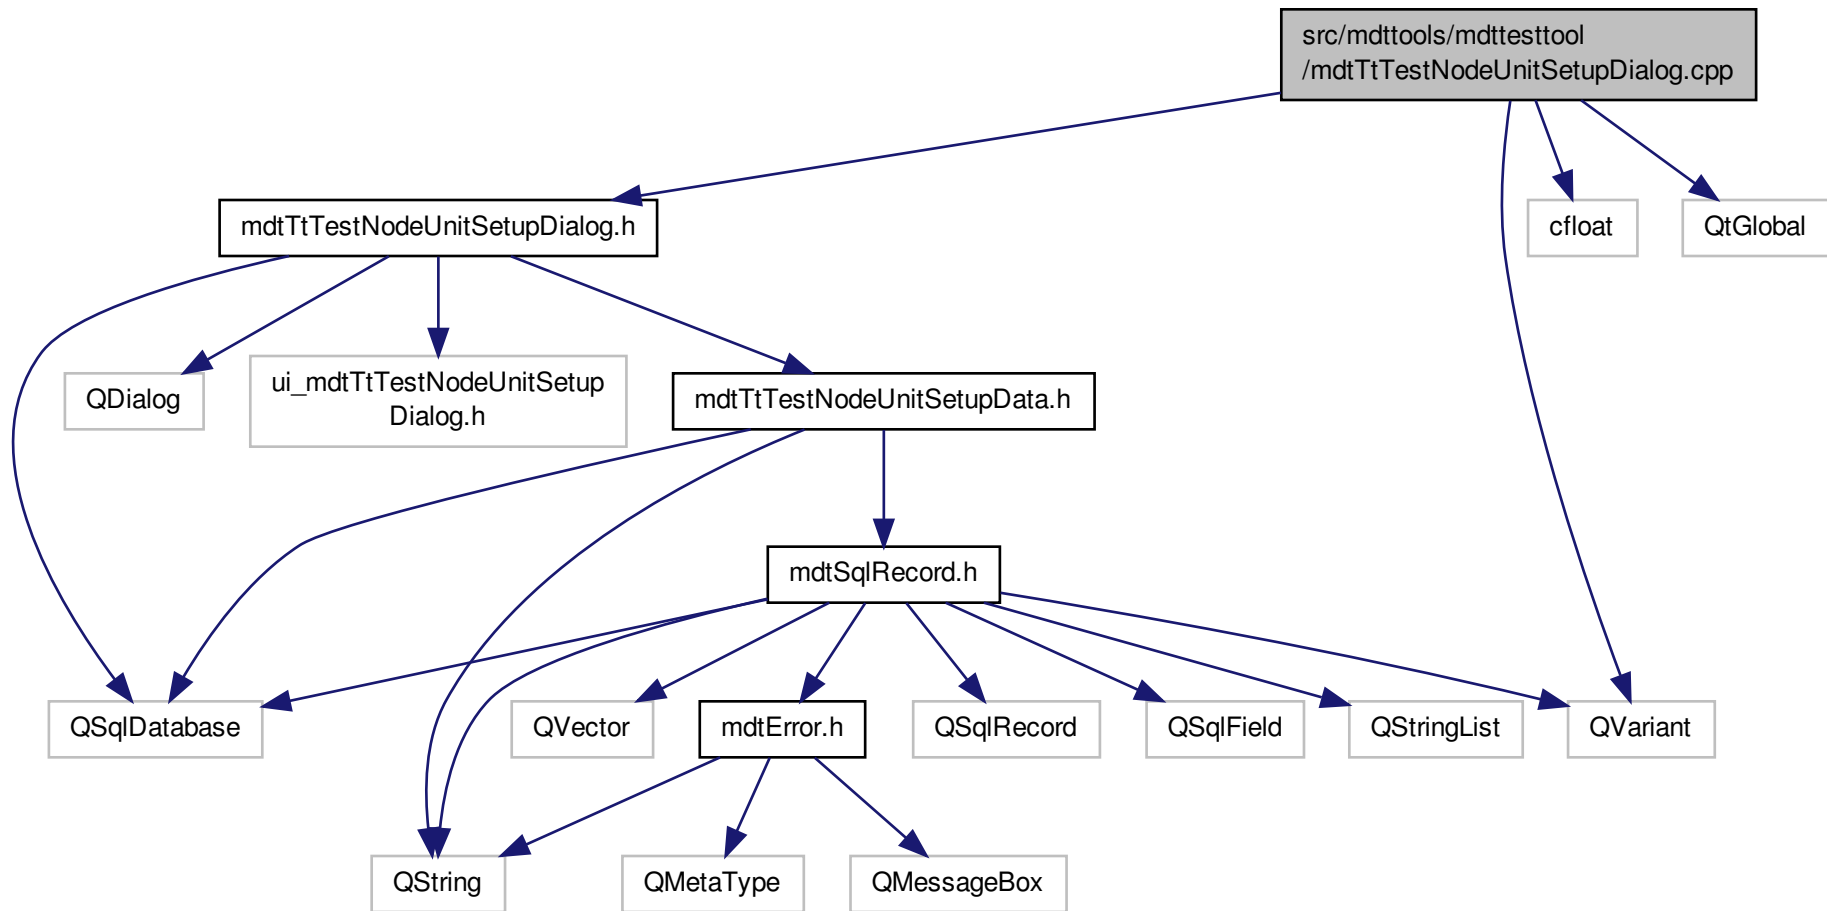 src/mdttools/mdttesttool
/mdtTtTestNodeUnitSetupDialog.cpp
mdtTtTestNodeUnitSetupDialog.h
cfloat
QtGlobal
QDialog
ui_mdtTtTestNodeUnitSetup
Dialog.h
mdtTtTestNodeUnitSetupData.h
mdtSqlRecord.h
QSqlDatabase
QVector
mdtError.h
QSqlRecord
QSqlField
QStringList
QVariant
QString
QMetaType
QMessageBox